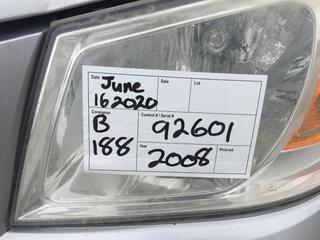 Date June Sale Lot
16 2020
Consignor Control # / Serial #
B 92601
188 Year Pictured
2008